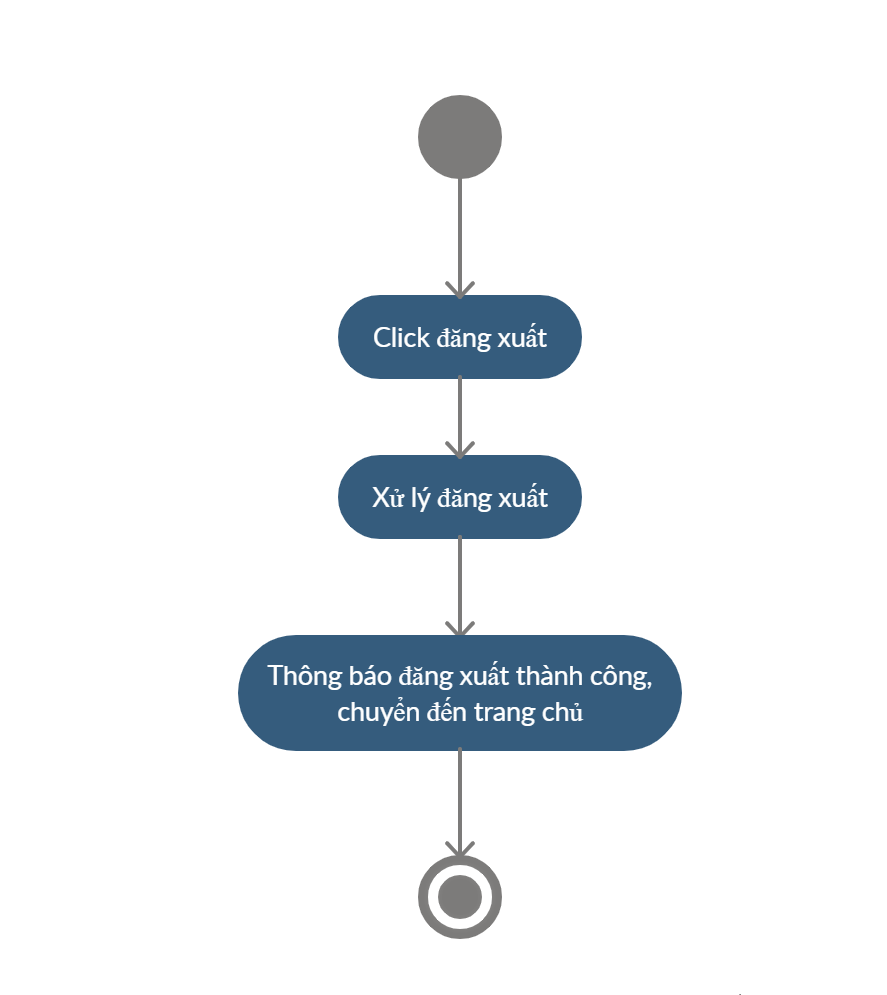 Click đăng xuất
Xử lý đăng xuất
Thông báo đăng xuất thành công,
chuyển đến trang chủ